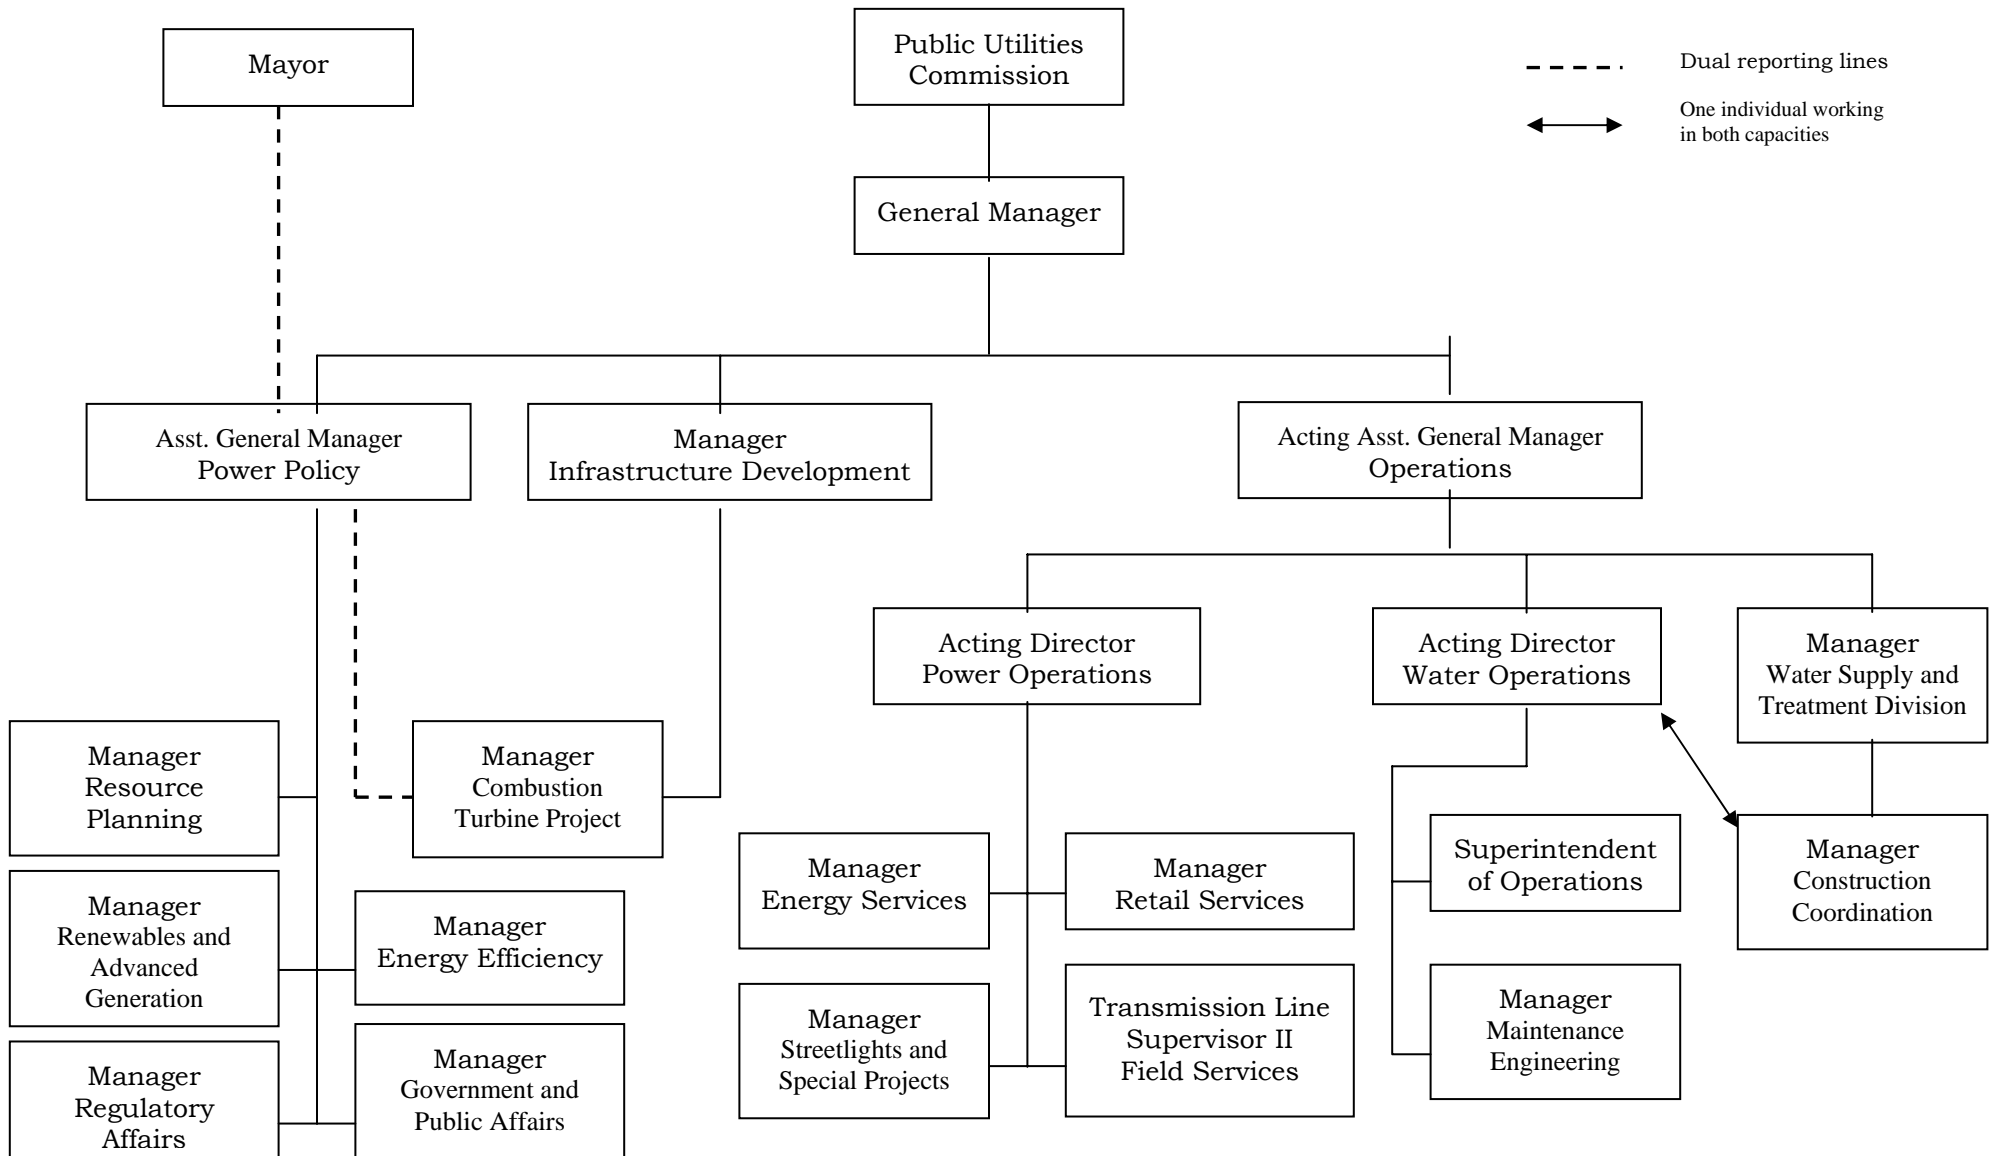 Mayor
Public Utilities
Commission
Dual reporting lines
One individual working
in both capacities
General Manager
Asst. General Manager
Power Policy
Manager
Infrastructure Development
Acting Asst. General Manager
Operations
Acting Director
Power Operations
Acting Director
Water Operations
Manager
Water Supply and
Treatment Division
Manager
Resource
Planning
Manager
Combustion
Turbine Project
Manager
Energy Services
Manager
Retail Services
Superintendent
of Operations
Manager
Construction
Coordination
Manager
Renewables and
Advanced
Generation
Manager
Energy Efficiency
Manager
Streetlights and
Special Projects
Transmission Line
Supervisor II
Field Services
Manager
Maintenance
Engineering
Manager
Regulatory
Affairs
Manager
Government and
Public Affairs